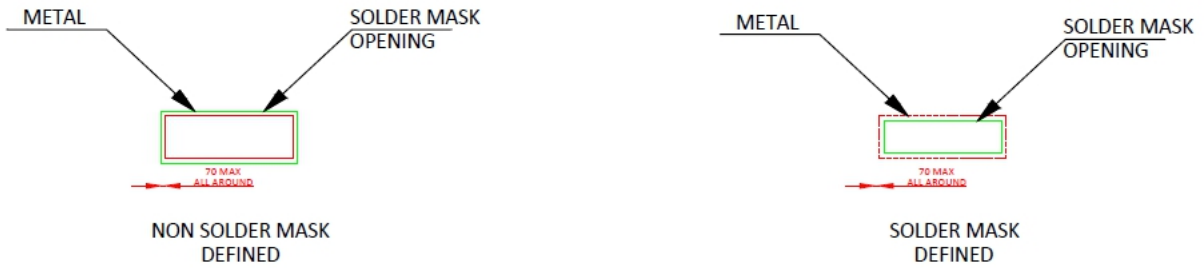 METAL
SOLDER MASK
OPENING
70 MAX
ALL AROUND
NON SOLDER MASK
DEFINED
METAL
SOLDER MASK
OPENING
70 MAX
ALL AROUND
SOLDER MASK
DEFINED